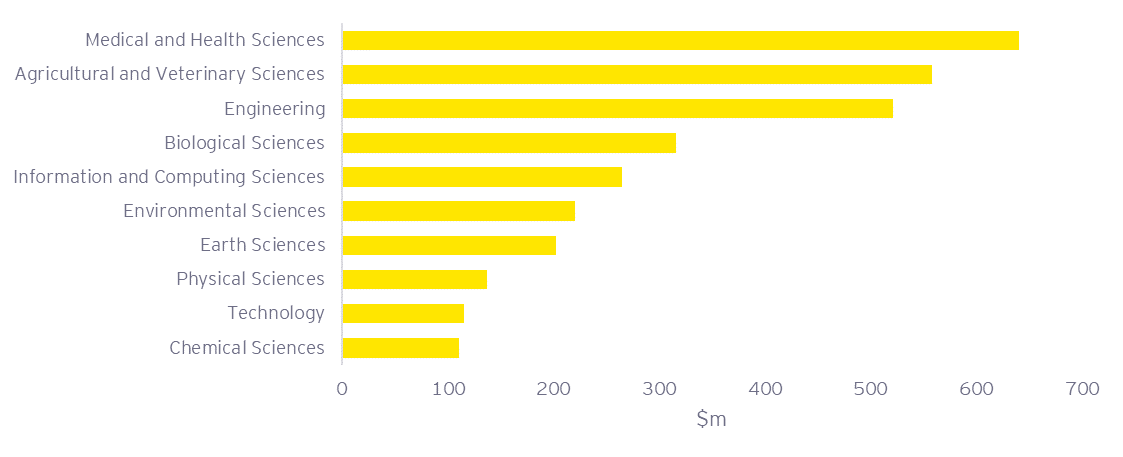 Medical and Health Sciences
Agricultural and Veterinary Sciences
Engineering
Biological Sciences
Information and Computing Sciences
Environmental Sciences
Earth Sciences
Physical Sciences
Technology
Chemical Sciences
0 100 200 300 400 500 600 700
$m